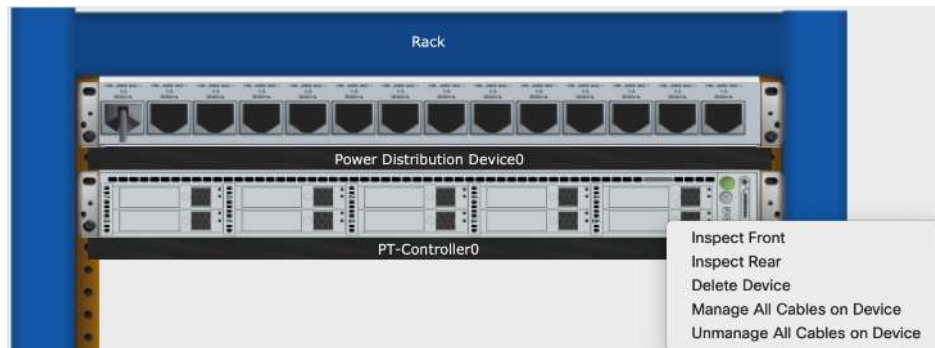 Rack
Power Distribution Device0
PT-Controller0
Inspect Front
Inspect Rear
Delete Device
Manage All Cables on Device
Unmanage All Cables on Device